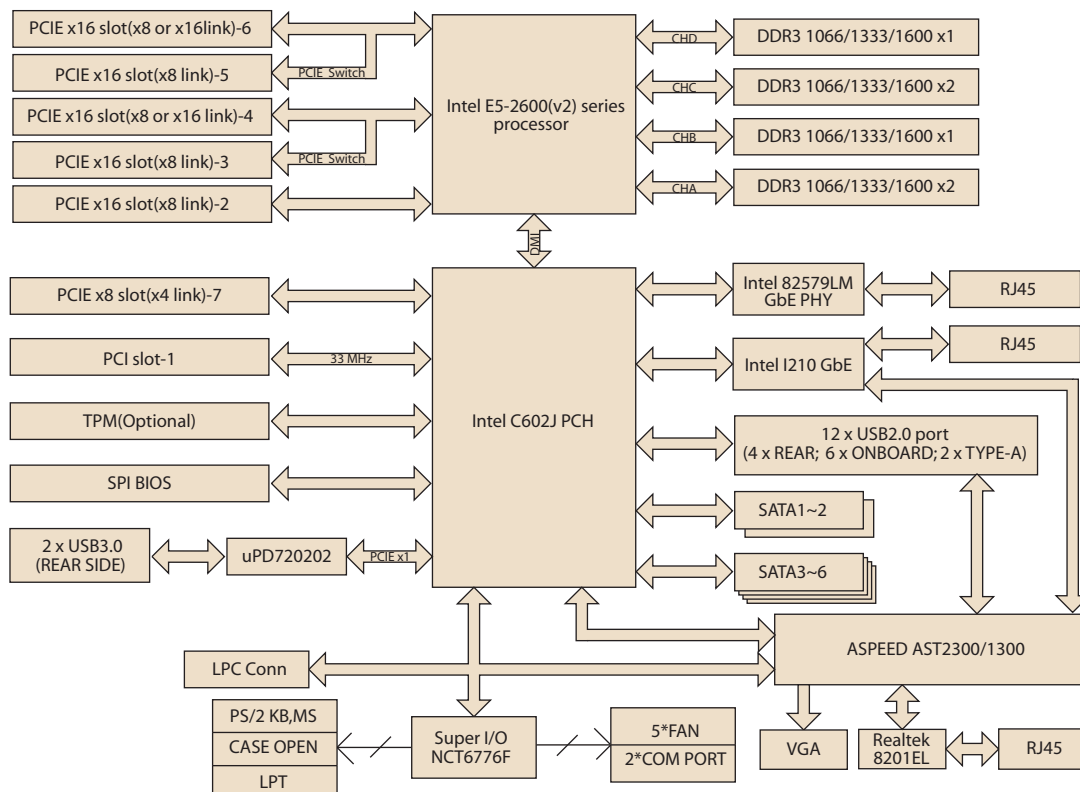 PCIE x16 slot(x8 or x16link)-6
PCIE Switch
PCIE x16 slot(x8 link)-5
PCIE x16 slot(x8 or x16 link)-4
PCIE Switch
PCIE x16 slot(x8 link)-3
PCIE x16 slot(x8 link)-2
Intel E5-2600(v2) series
processor
CHD
DDR3 1066/1333/1600 x1
CHC
DDR3 1066/1333/1600 x2
CHB
DDR3 1066/1333/1600 x1
CHA
DDR3 1066/1333/1600 x2
DMI
PCIE x8 slot(x4 link)-7
PCI slot-1
33 MHz
TPM(Optional)
SPI BIOS
2 x USB3.0
(REAR SIDE)
uPD720202
PCIE x1
Intel C602J PCH
Intel 82579LM
GbE PHY
RJ45
Intel I210 GbE
RJ45
12 x USB2.0 port
(4 x REAR; 6 x ONBOARD; 2 x TYPE-A)
SATA1~2
SATA3~6
ASPEED AST2300/1300
LPC Conn
PS/2 KB,MS
CASE OPEN
LPT
Super I/O
NCT6776F
5*FAN
2*COM PORT
VGA
Realtek
8201EL
RJ45